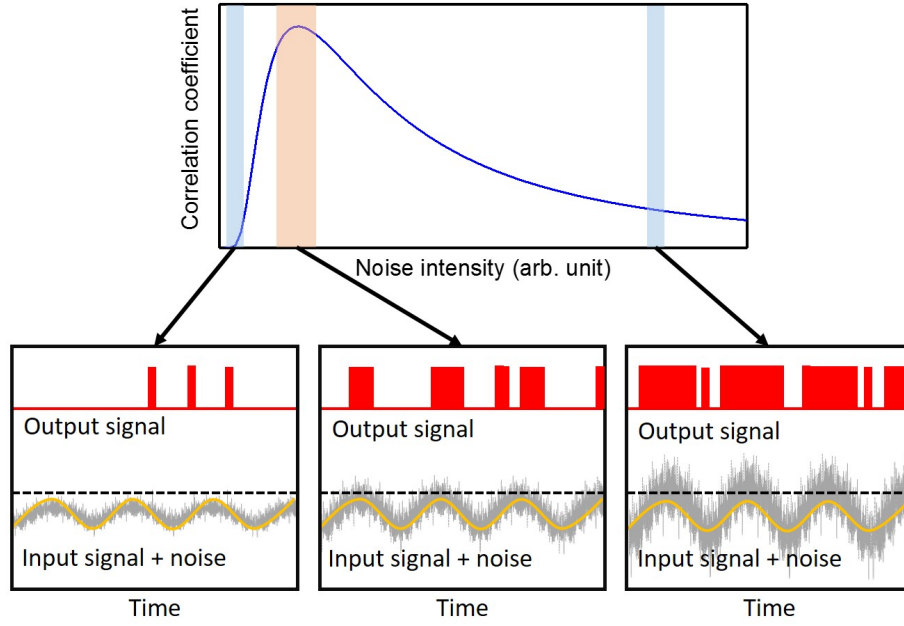 Correlation coefficient
Noise intensity (arb. unit)
Output signal
Input signal + noise
Time
Output signal
Input signal + noise
Time
Output signal
Input signal + noise
Time